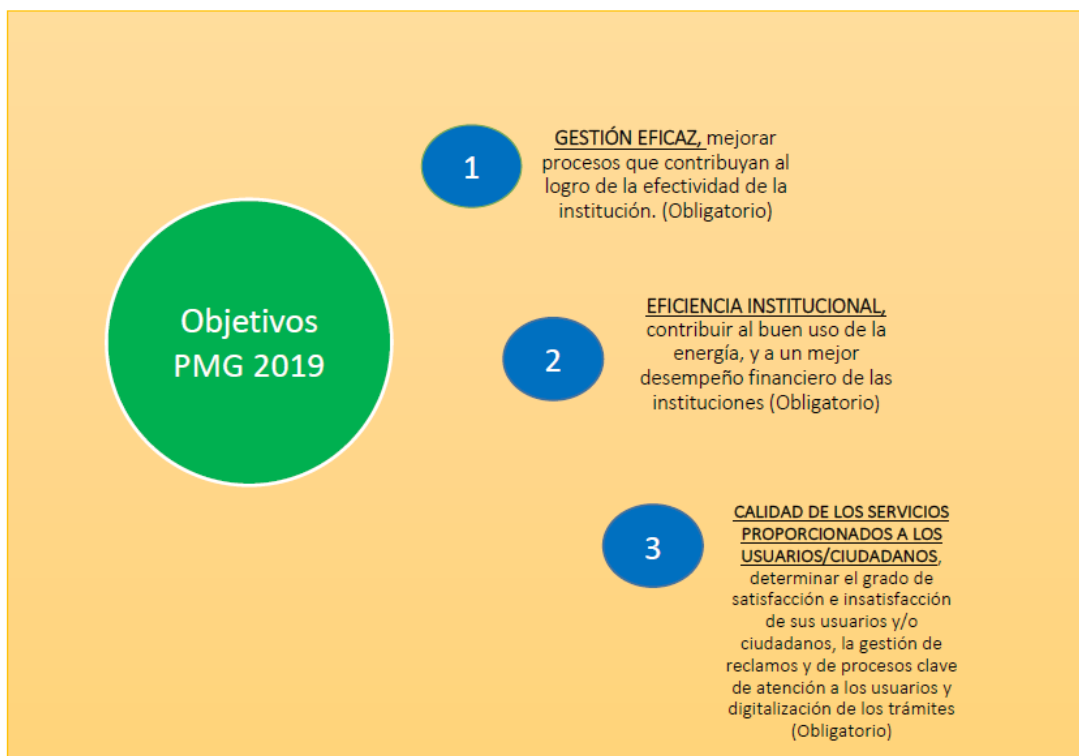 Objetivos
PMG 2019
1
GESTIÓN EFICAZ, mejorar
procesos que contribuyan al
logro de la efectividad de la
institución. (Obligatorio)
2
EFICIENCIA INSTITUCIONAL,
contribuir al buen uso de la
energía, y a un mejor
desempeño financiero de las
instituciones (Obligatorio)
3
CALIDAD DE LOS SERVICIOS
PROPORCIONADOS A LOS
USUARIOS/CIUDADANOS,
determinar el grado de
satisfacción e insatisfacción
de sus usuarios y/o
ciudadanos, la gestión de
reclamos y de procesos clave
de atención a los usuarios y
digitalización de los trámites
(Obligatorio)